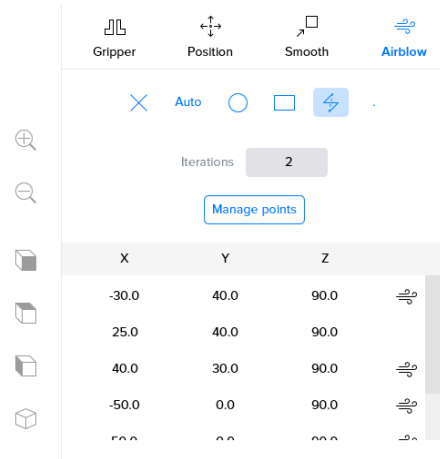 Gripper Position Smooth Airblow
Auto
Iterations 2
Manage points
X Y Z
-30.0 40.0 90.0
25.0 40.0 90.0
40.0 30.0 90.0
-50.0 0.0 90.0